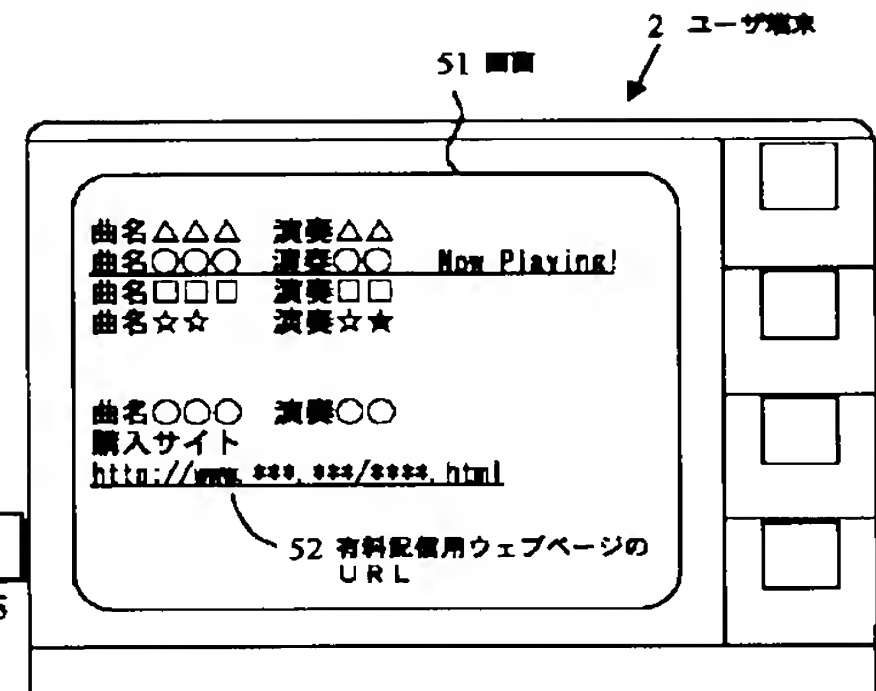 2 ユーザ端末
51 画面
曲名△△△ 演奏△△
曲名○○○ 演奏○○ Now Playing!
曲名□□□ 演奏□□
曲名☆☆ 演奏☆★
曲名○○○ 演奏○○
購入サイト
http://www.***.***/****.html
52 有料配信用ウェブページの
ＵＲＬ
5